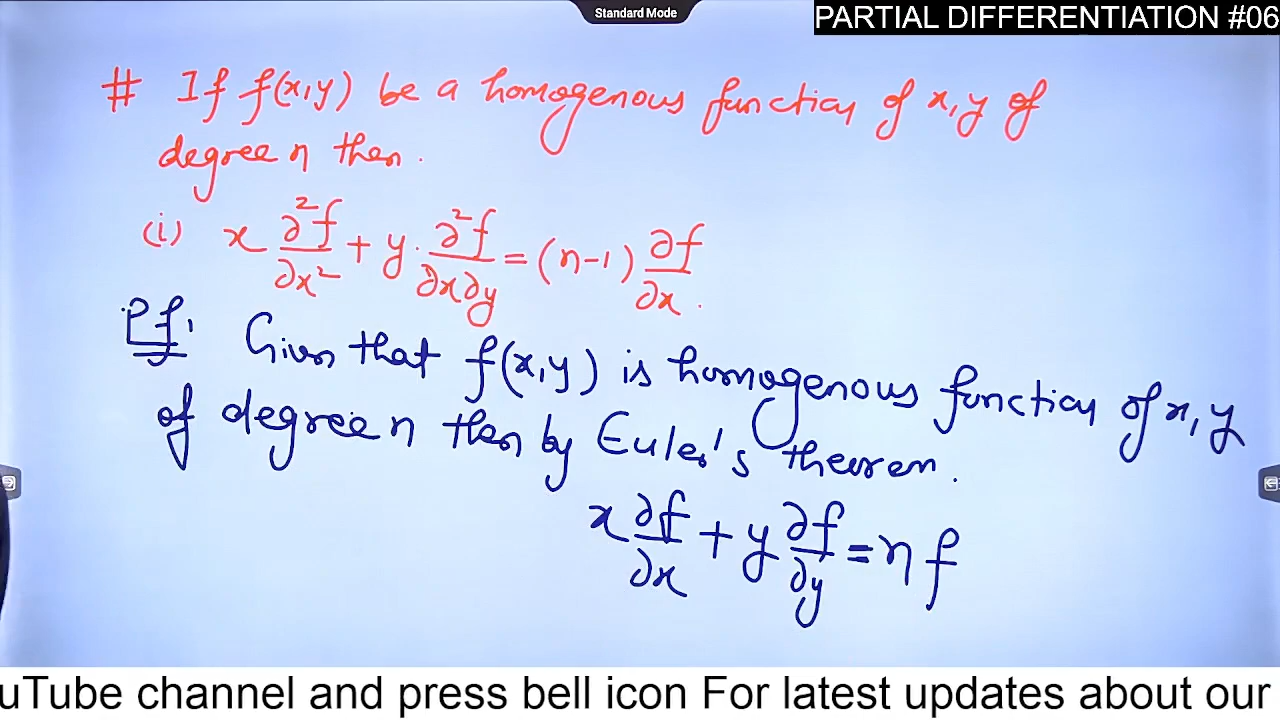 Standard Mode
PARTIAL DIFFERENTIATION #06
# If f(x,y) be a homogenous function of x,y of
degree n then.
(i) x ∂²f/∂x² + y. ∂²f/∂x∂y = (n-1) ∂f/∂x.
Pf. Given that f(x,y) is homogenous function of x,y
of degree n then by Euler's theorem.
x ∂f/∂x + y ∂f/∂y = n f
uTube channel and press bell icon For latest updates about our